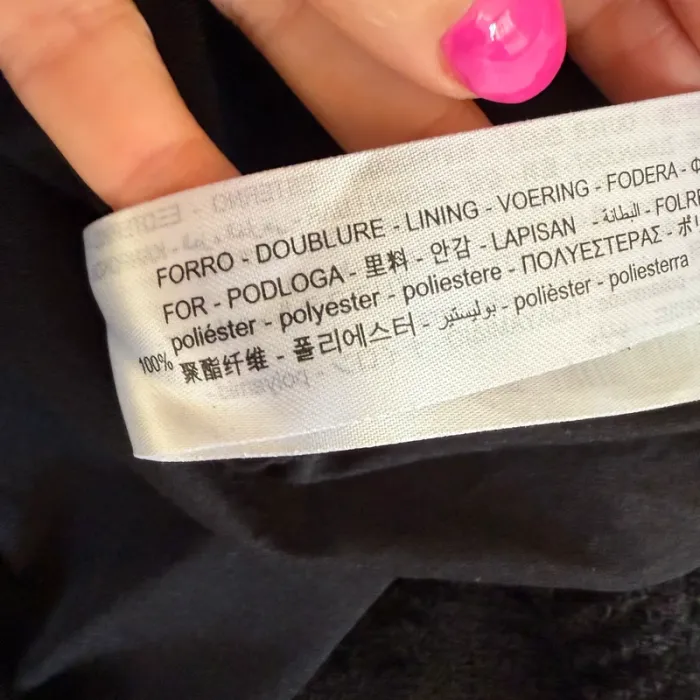 FORRO - DOUBLURE - LINING - VOERING - FODERA -
FOR - PODLOGA - 里料 - 안감 - LAPISAN - البطانة -
poliéster - polyester - poliestere - ΠΟΛΥΕΣΤΕΡΑΣ -
100% 聚酯纤维 - 폴리에스터 - بوليستير - polièster - poliesterra